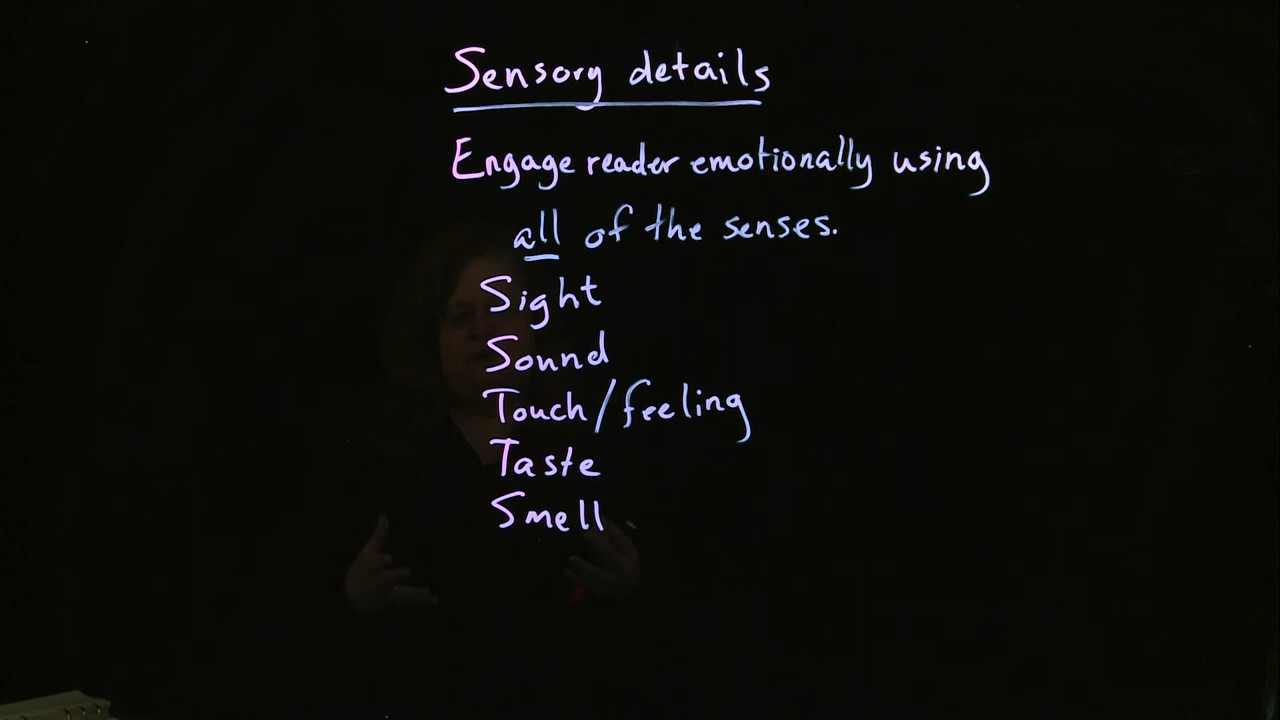 Sensory details
Engage reader emotionally using
all of the senses.
Sight
Sound
Touch/feeling
Taste
Smell